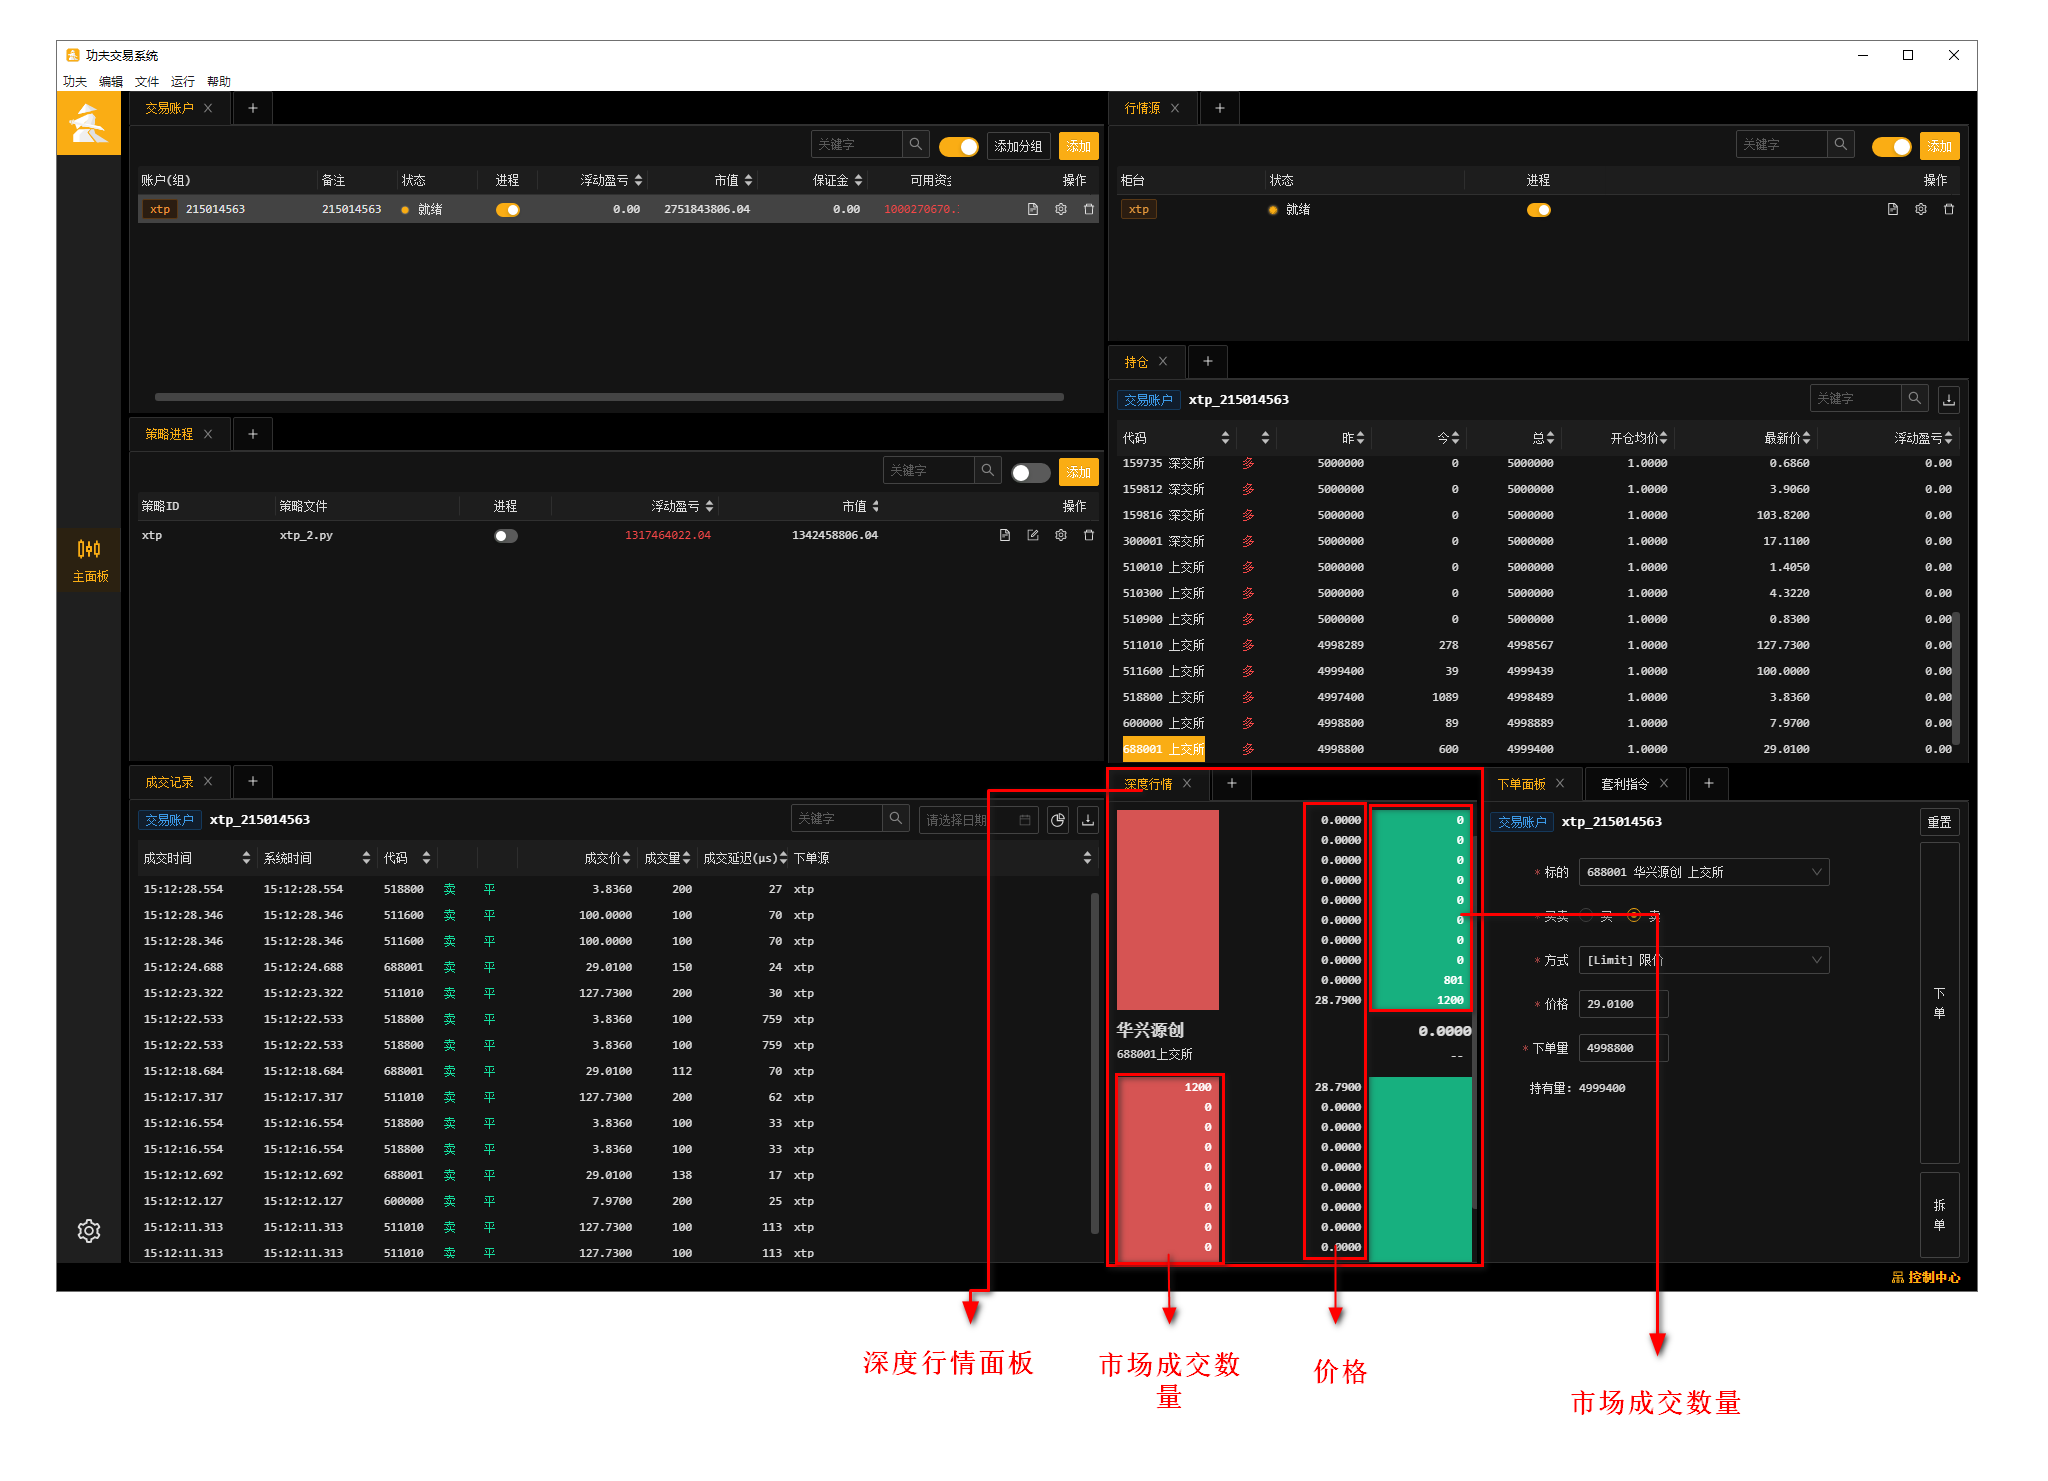 功夫交易系统
功夫 编辑 文件 运行 帮助
交易账户
关键字 添加分组 添加
账户(组) 备注 状态 进程 浮动盈亏 市值 保证金 可用资 操作
xtp 215014563 215014563 就绪 0.00 2751843806.04 0.00 1000270670.
行情源
关键字 添加
柜台 状态 进程 操作
xtp 就绪
持仓
交易账户 xtp_215014563 关键字
代码 昨 今 总 开仓均价 最新价 浮动盈亏
159735 深交所 多 5000000 0 5000000 1.0000 0.6860 0.00
159812 深交所 多 5000000 0 5000000 1.0000 3.9060 0.00
159816 深交所 多 5000000 0 5000000 1.0000 103.8200 0.00
300001 深交所 多 5000000 0 5000000 1.0000 17.1100 0.00
510010 上交所 多 5000000 0 5000000 1.0000 1.4050 0.00
510300 上交所 多 5000000 0 5000000 1.0000 4.3220 0.00
510900 上交所 多 5000000 0 5000000 1.0000 0.8300 0.00
511010 上交所 多 4998289 278 4998567 1.0000 127.7300 0.00
511600 上交所 多 4999400 39 4999439 1.0000 100.0000 0.00
518800 上交所 多 4997400 1089 4998489 1.0000 3.8360 0.00
600000 上交所 多 4998800 89 4998889 1.0000 7.9700 0.00
688001 上交所 多 4998800 600 4999400 1.0000 29.0100 0.00
策略进程
关键字 添加
策略ID 策略文件 进程 浮动盈亏 市值 操作
xtp xtp_2.py 1317464022.04 1342458806.04
主面板
成交记录
交易账户 xtp_215014563 关键字 请选择日期
成交时间 系统时间 代码 成交价 成交量 成交延迟(μs) 下单源
15:12:28.554 15:12:28.554 518800 卖 平 3.8360 200 27 xtp
15:12:28.346 15:12:28.346 511600 卖 平 100.0000 100 70 xtp
15:12:28.346 15:12:28.346 511600 卖 平 100.0000 100 70 xtp
15:12:24.688 15:12:24.688 688001 卖 平 29.0100 150 24 xtp
15:12:23.322 15:12:23.322 511010 卖 平 127.7300 200 30 xtp
15:12:22.533 15:12:22.533 518800 卖 平 3.8360 100 759 xtp
15:12:22.533 15:12:22.533 518800 卖 平 3.8360 100 759 xtp
15:12:18.684 15:12:18.684 688001 卖 平 29.0100 112 70 xtp
15:12:17.317 15:12:17.317 511010 卖 平 127.7300 200 62 xtp
15:12:16.554 15:12:16.554 518800 卖 平 3.8360 100 33 xtp
15:12:16.554 15:12:16.554 518800 卖 平 3.8360 100 33 xtp
15:12:12.692 15:12:12.692 688001 卖 平 29.0100 138 17 xtp
15:12:12.127 15:12:12.127 600000 卖 平 7.9700 200 25 xtp
15:12:11.313 15:12:11.313 511010 卖 平 127.7300 100 113 xtp
15:12:11.313 15:12:11.313 511010 卖 平 127.7300 100 113 xtp
深度行情
0.0000 0
0.0000 0
0.0000 0
0.0000 0
0.0000 0
0.0000 0
0.0000 0
0.0000 0
0.0000 801
28.7900 1200
华兴源创 0.0000
688001上交所 --
1200 28.7900
0 0.0000
0 0.0000
0 0.0000
0 0.0000
0 0.0000
0 0.0000
0 0.0000
0 0.0000
下单面板 套利指令
交易账户 xtp_215014563 重置
* 标的 688001 华兴源创 上交所
* 买卖 买 卖
* 方式 [Limit] 限价
* 价格 29.0100
* 下单量 4998800
持有量: 4999400
下单
拆单
控制中心
深度行情面板
市场成交数
量
价格
市场成交数量